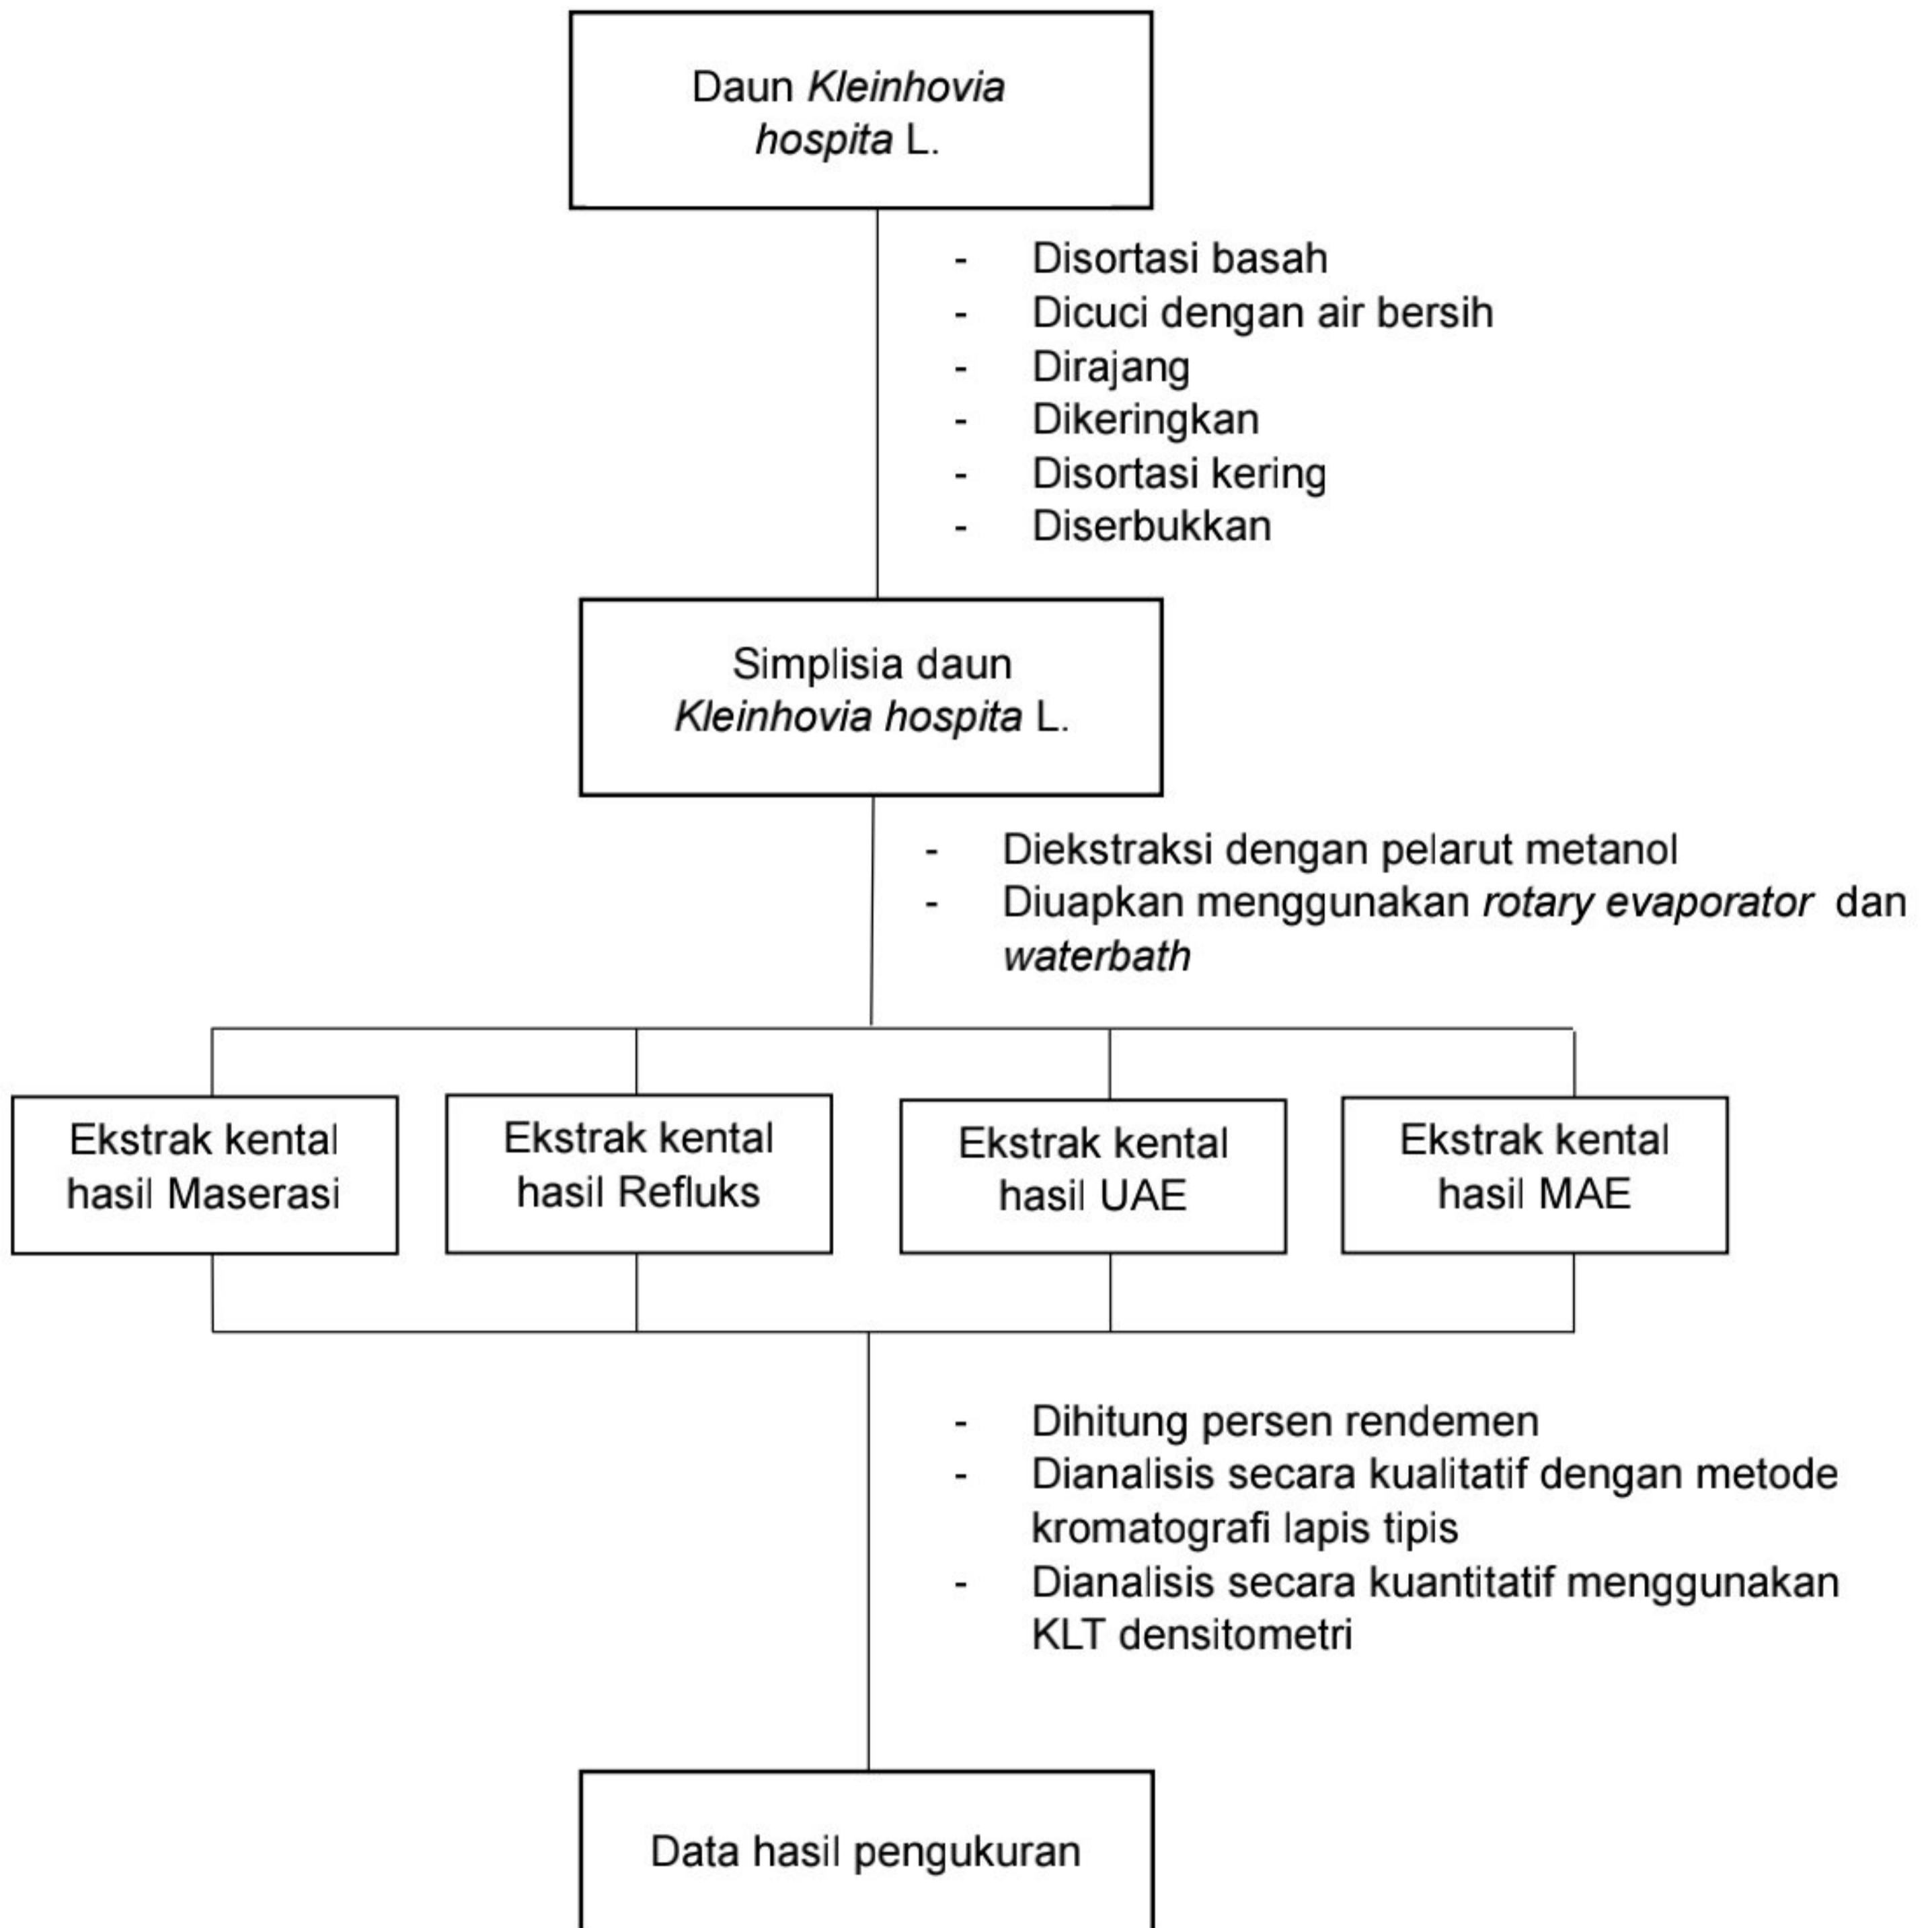 Daun Kleinhovia
hospita L.
- Disortasi basah
- Dicuci dengan air bersih
- Dirajang
- Dikeringkan
- Disortasi kering
- Diserbukkan
Simplisia daun
Kleinhovia hospita L.
- Diekstraksi dengan pelarut metanol
- Diuapkan menggunakan rotary evaporator dan
waterbath
Ekstrak kental
hasil Maserasi
Ekstrak kental
hasil Refluks
Ekstrak kental
hasil UAE
Ekstrak kental
hasil MAE
- Dihitung persen rendemen
- Dianalisis secara kualitatif dengan metode
kromatografi lapis tipis
- Dianalisis secara kuantitatif menggunakan
KLT densitometri
Data hasil pengukuran